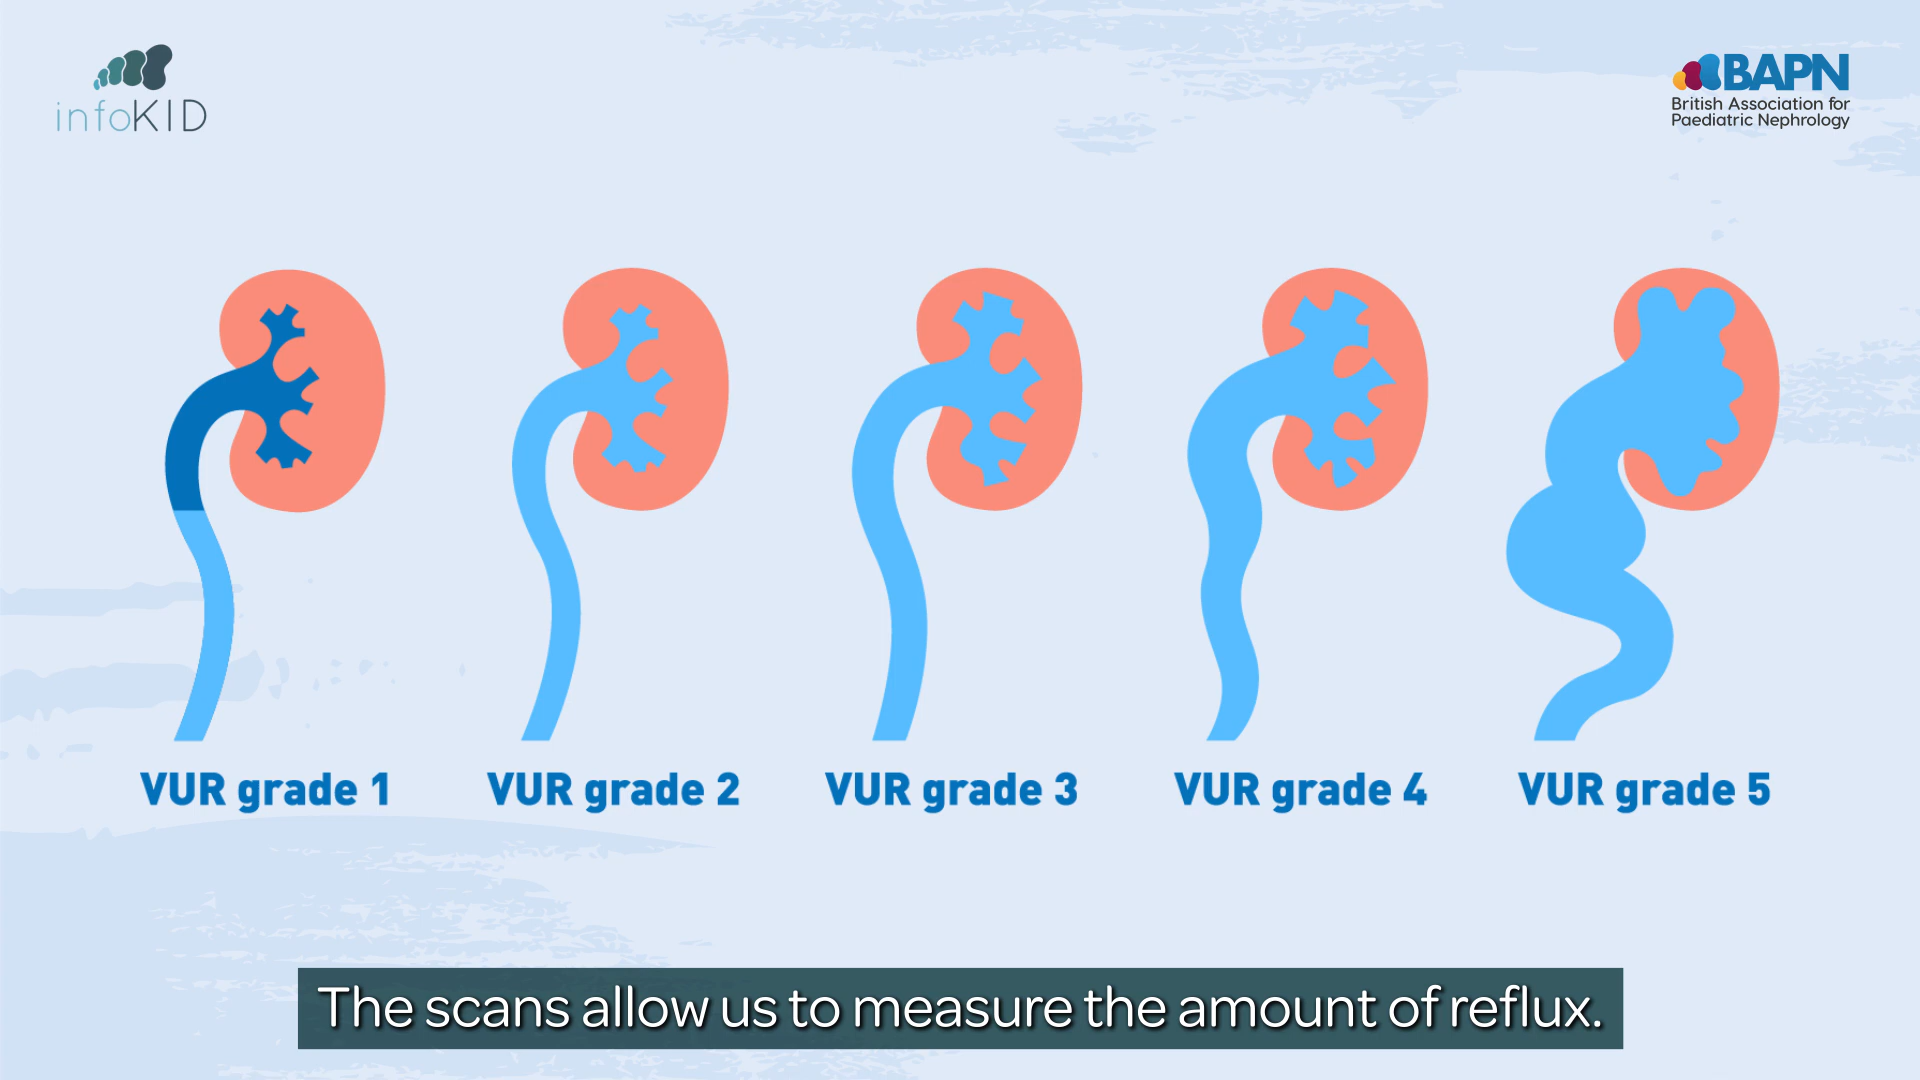 infoKID
BAPN
British Association for
Paediatric Nephrology
VUR grade 1
VUR grade 2
VUR grade 3
VUR grade 4
VUR grade 5
The scans allow us to measure the amount of reflux.